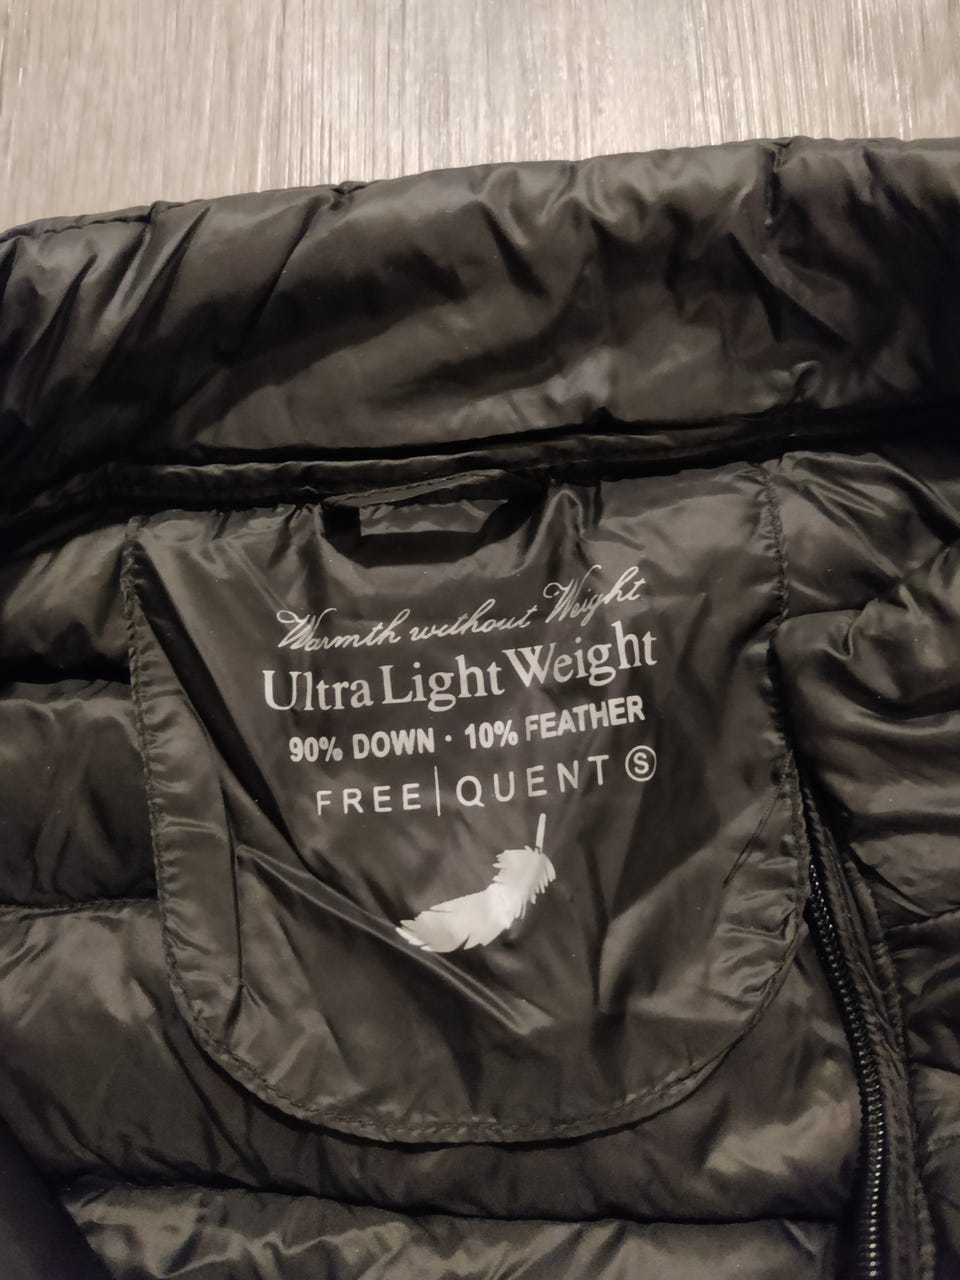 Warmth without Weight
Ultra Light Weight
90% DOWN · 10% FEATHER
FREE|QUENT Ⓢ